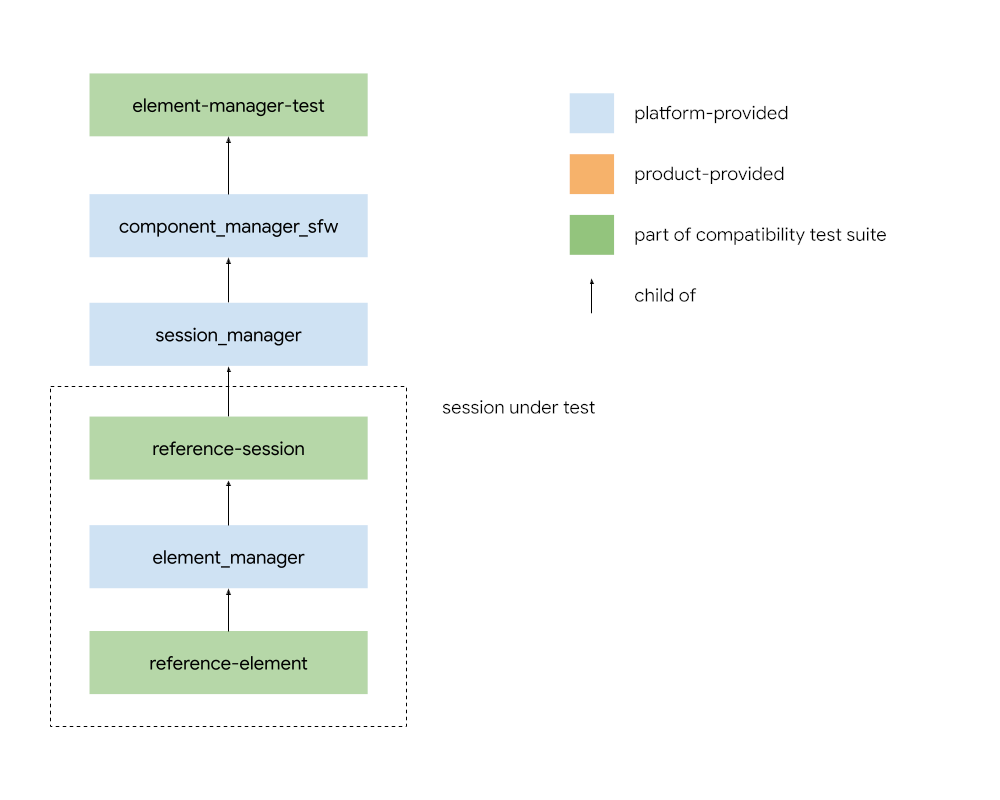 element-manager-test
component_manager_sfw
session_manager
reference-session
element_manager
reference-element
session under test
platform-provided
product-provided
part of compatibility test suite
child of